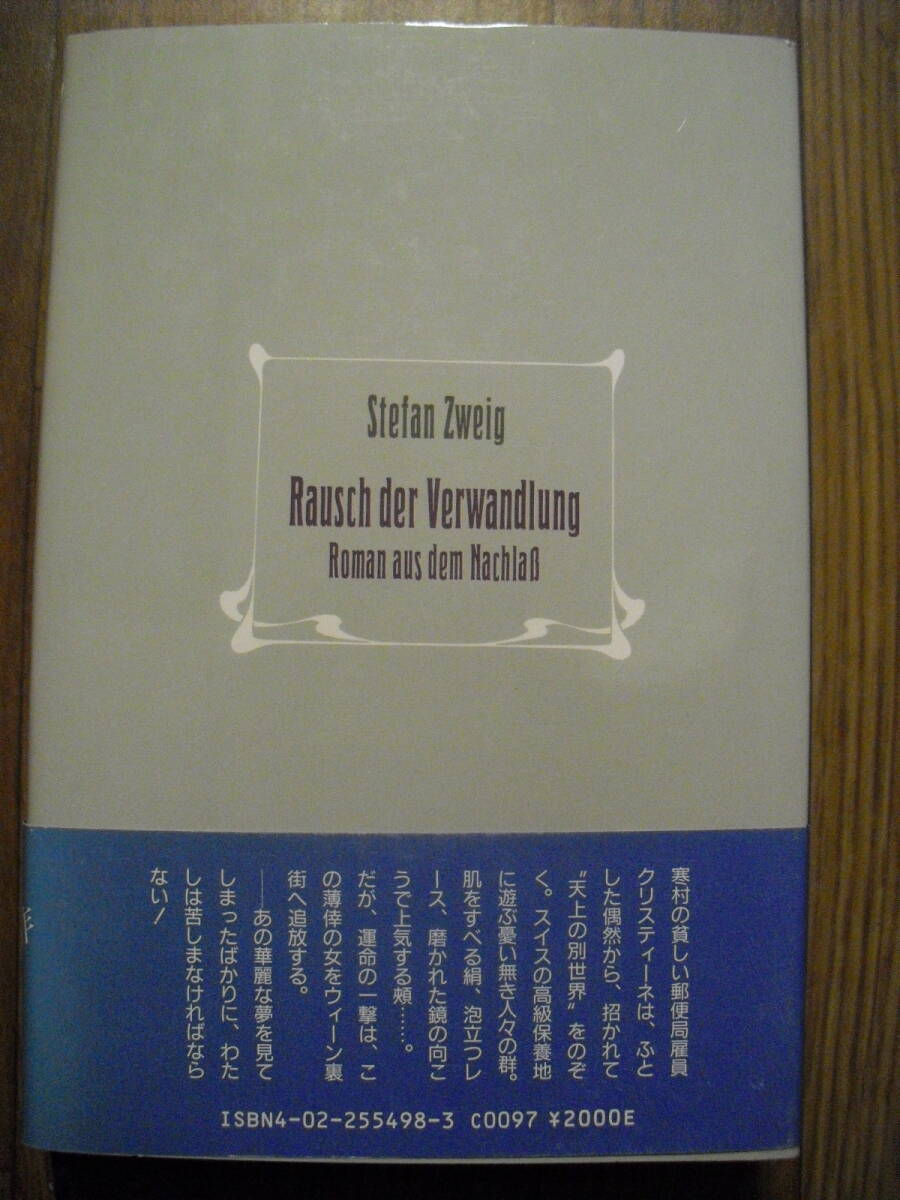 Stefan Zweig
Rausch der Verwandlung
Roman aus dem Nachlaß
寒村の貧しい郵便局雇員
クリスティーネは、ふと
した偶然から、招かれて
“天上の別世界”をのぞ
く。スイスの高級保養地
に遊ぶ憂い無き人々の群。
肌をすべる絹、泡立つレ
ース、磨かれた鏡の向こ
うで上気する頰……。
だが、運命の一撃は、こ
の薄倖の女をウィーン裏
街へ追放する。
——あの華麗な夢を見て
しまったばかりに、わた
しは苦しまなければなら
ない！
ISBN4-02-255498-3 C0097 ¥2000E